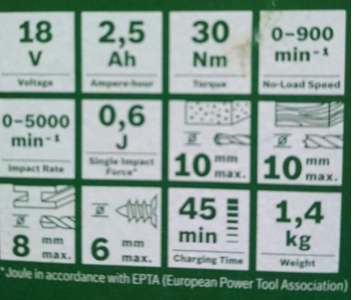 18
V
Voltage
2,5
Ah
Ampere-hour
30
Nm
Torque
0-900
min⁻¹
No-Load Speed
0-5000
min⁻¹
Impact Rate
0,6
J
Single Impact
Force*
Ø
10 mm max.
Ø
10 mm max.
Ø
8 mm max.
Ø
6 mm max.
45
min
Charging Time
1,4
kg
Weight
*Joule in accordance with EPTA (European Power Tool Association)